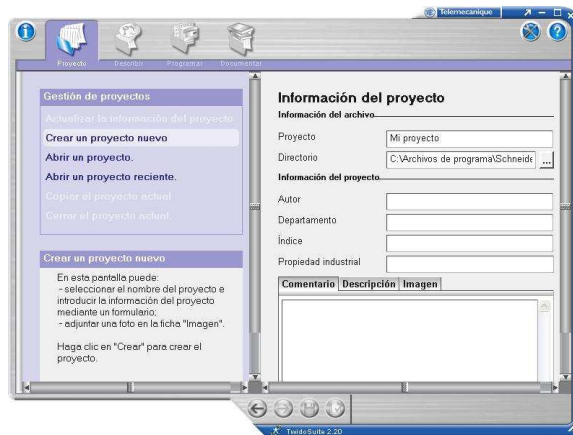 Telemecanique
Proyecto
Describir
Programar
Documentar
Gestión de proyectos
Actualizar la información del proyecto
Crear un proyecto nuevo
Abrir un proyecto.
Abrir un proyecto reciente.
Copiar el proyecto actual
Cerrar el proyecto actual.
Crear un proyecto nuevo
En esta pantalla puede:
- seleccionar el nombre del proyecto e
introducir la información del proyecto
mediante un formulario;
- adjuntar una foto en la ficha "Imagen".
Haga clic en "Crear" para crear el
proyecto.
Información del proyecto
Información del archivo
Proyecto
Mi proyecto
Directorio
C:\Archivos de programa\Schneide
...
Información del proyecto
Autor
Departamento
Índice
Propiedad industrial
Comentario Descripción Imagen
TwidoSuite 2.20